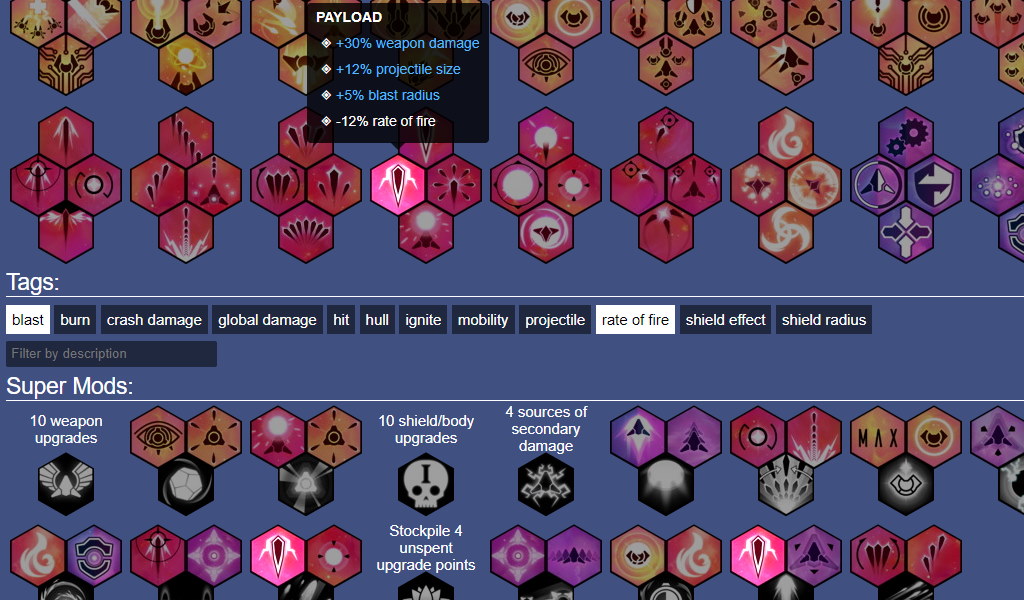 PAYLOAD
+30% weapon damage
+12% projectile size
+5% blast radius
-12% rate of fire
Tags:
blast burn crash damage global damage hit hull ignite mobility projectile rate of fire shield effect shield radius
Filter by description
Super Mods:
10 weapon
upgrades
10 shield/body
upgrades
4 sources of
secondary
damage
MAX
I
Stockpile 4
unspent
upgrade points